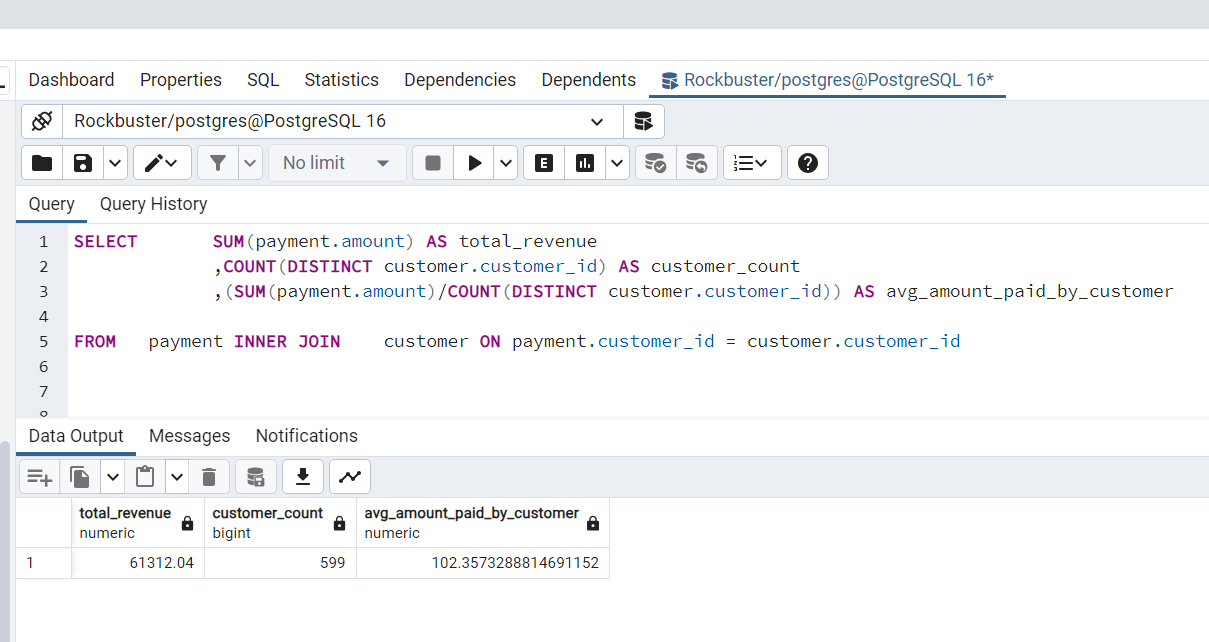 Dashboard Properties SQL Statistics Dependencies Dependents Rockbuster/postgres@PostgreSQL 16*
Rockbuster/postgres@PostgreSQL 16
No limit E
Query Query History
1 SELECT SUM(payment.amount) AS total_revenue
2 ,COUNT(DISTINCT customer.customer_id) AS customer_count
3 ,(SUM(payment.amount)/COUNT(DISTINCT customer.customer_id)) AS avg_amount_paid_by_customer
4
5 FROM payment INNER JOIN customer ON payment.customer_id = customer.customer_id
6
7
8
Data Output Messages Notifications
total_revenue customer_count avg_amount_paid_by_customer
numeric bigint numeric
1 61312.04 599 102.3573288814691152